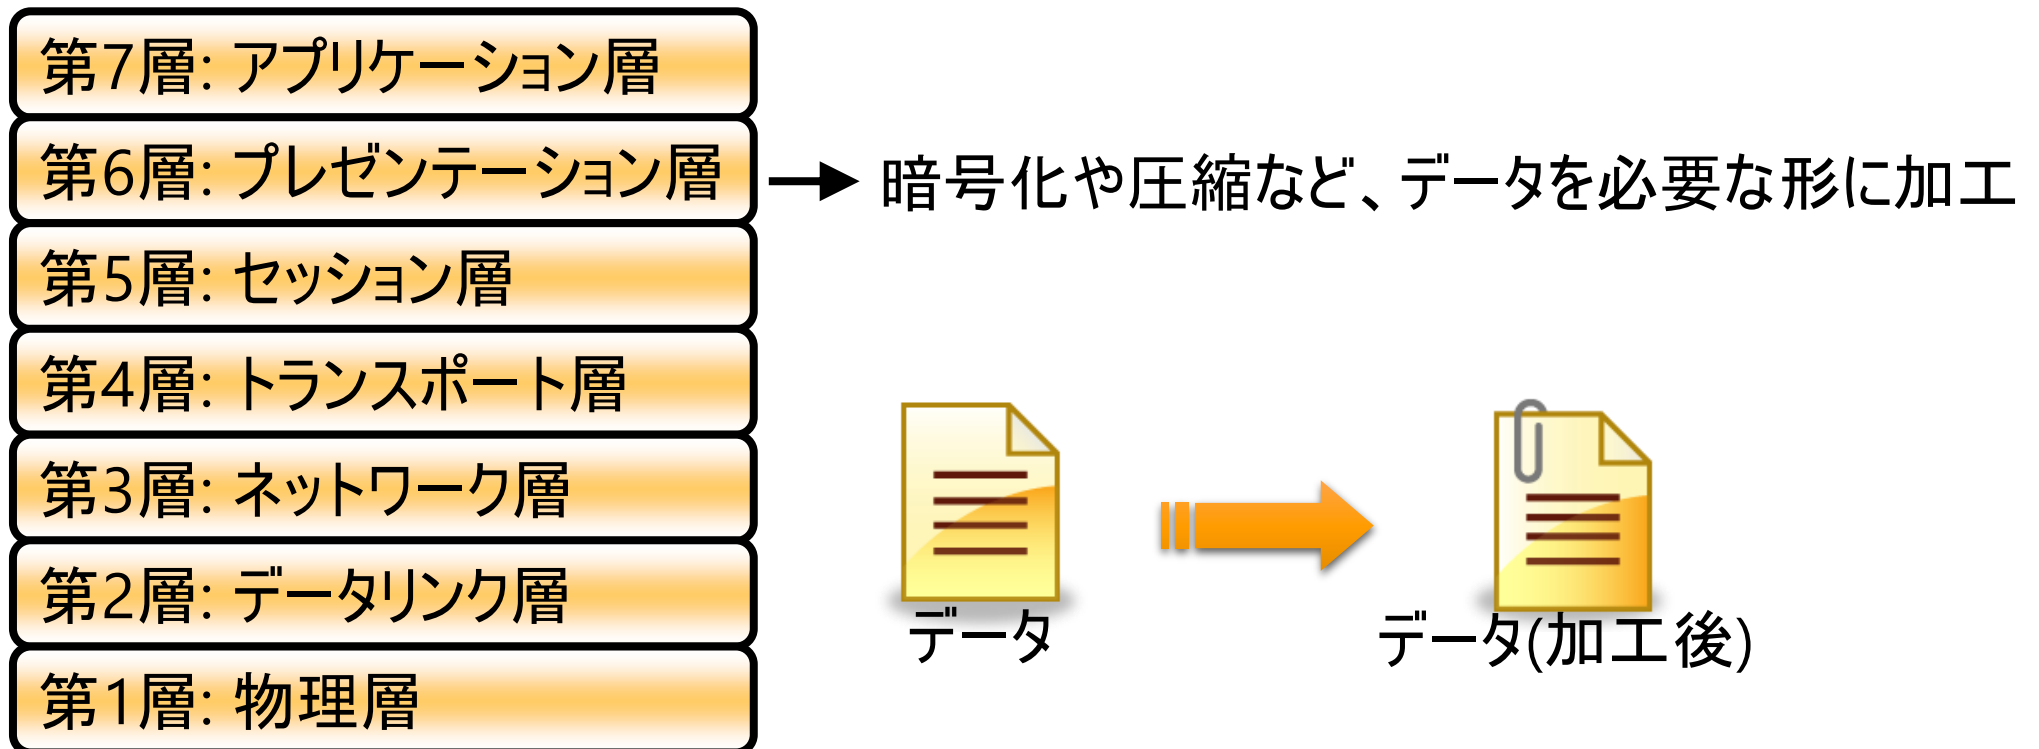 第7層: アプリケーション層
第6層: プレゼンテーション層
暗号化や圧縮など、データを必要な形に加工
第5層: セッション層
第4層: トランスポート層
第3層: ネットワーク層
第2層: データリンク層
第1層: 物理層
データ
データ(加工後)